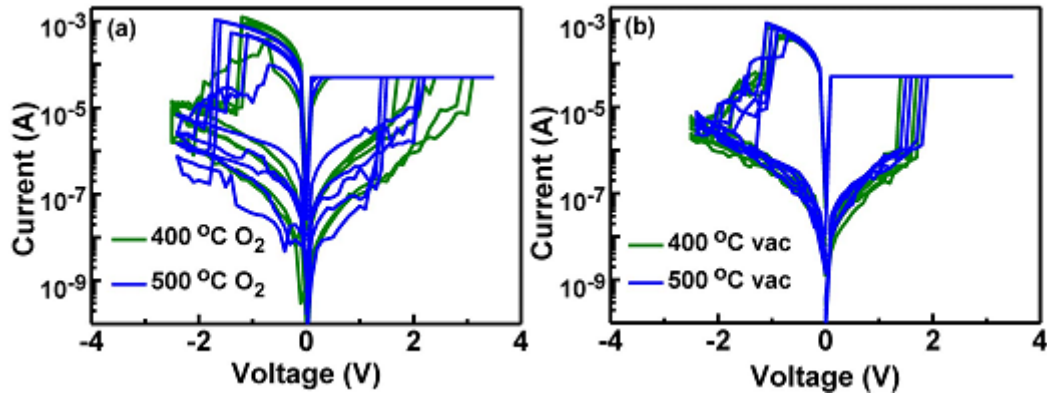 (a)
10⁻³
10⁻⁵
10⁻⁷
10⁻⁹
Current (A)
400 °C O₂
500 °C O₂
-4 -2 0 2 4
Voltage (V)
(b)
10⁻³
10⁻⁵
10⁻⁷
10⁻⁹
Current (A)
400 °C vac
500 °C vac
-4 -2 0 2 4
Voltage (V)